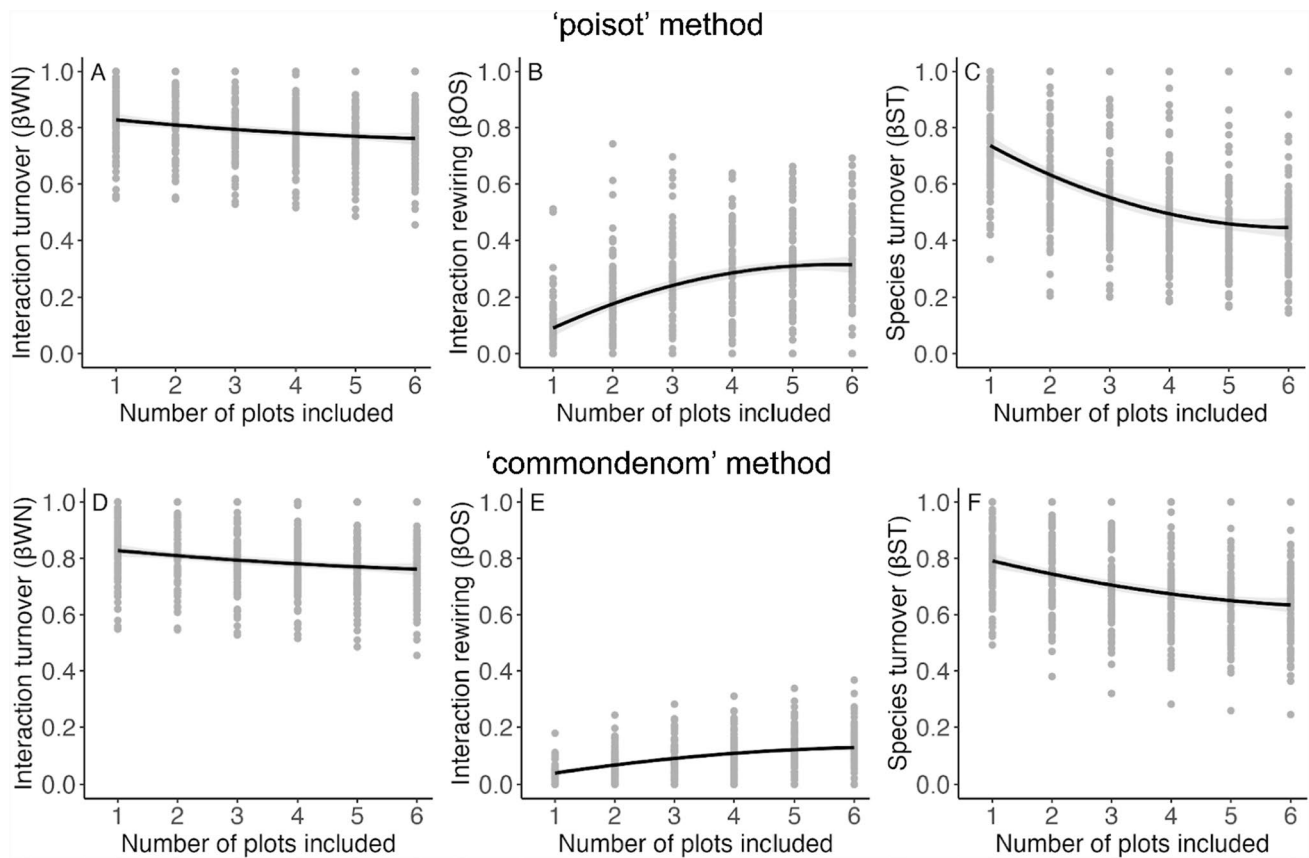 ‘poisot’ method
A
Interaction turnover (βWN)
1.0
0.8
0.6
0.4
0.2
0.0
1 2 3 4 5 6
Number of plots included
B
Interaction rewiring (βOS)
1.0
0.8
0.6
0.4
0.2
0.0
1 2 3 4 5 6
Number of plots included
C
Species turnover (βST)
1.0
0.8
0.6
0.4
0.2
0.0
1 2 3 4 5 6
Number of plots included
‘commondenom’ method
D
Interaction turnover (βWN)
1.0
0.8
0.6
0.4
0.2
0.0
1 2 3 4 5 6
Number of plots included
E
Interaction rewiring (βOS)
1.0
0.8
0.6
0.4
0.2
0.0
1 2 3 4 5 6
Number of plots included
F
Species turnover (βST)
1.0
0.8
0.6
0.4
0.2
0.0
1 2 3 4 5 6
Number of plots included